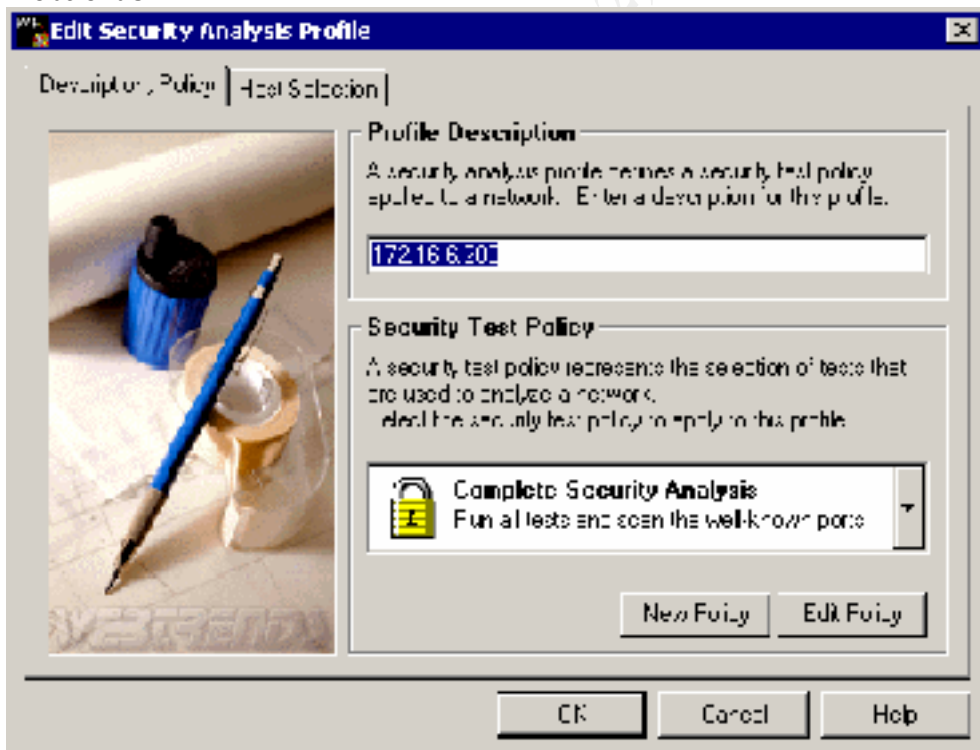 Edit Security Analysis Profile
Description, Policy
Host Selection
Profile Description
A security analysis profile defines a security test policy
applied to a network. Enter a description for this profile.
172.16.6.20
Security Test Policy
A security test policy represents the selection of tests that
are used to analyze a network.
Select the security test policy to apply to this profile
Complete Security Analysis
Run all tests and scan the well-known ports
New Policy
Edit Policy
WEBTRENDS
OK
Cancel
Help